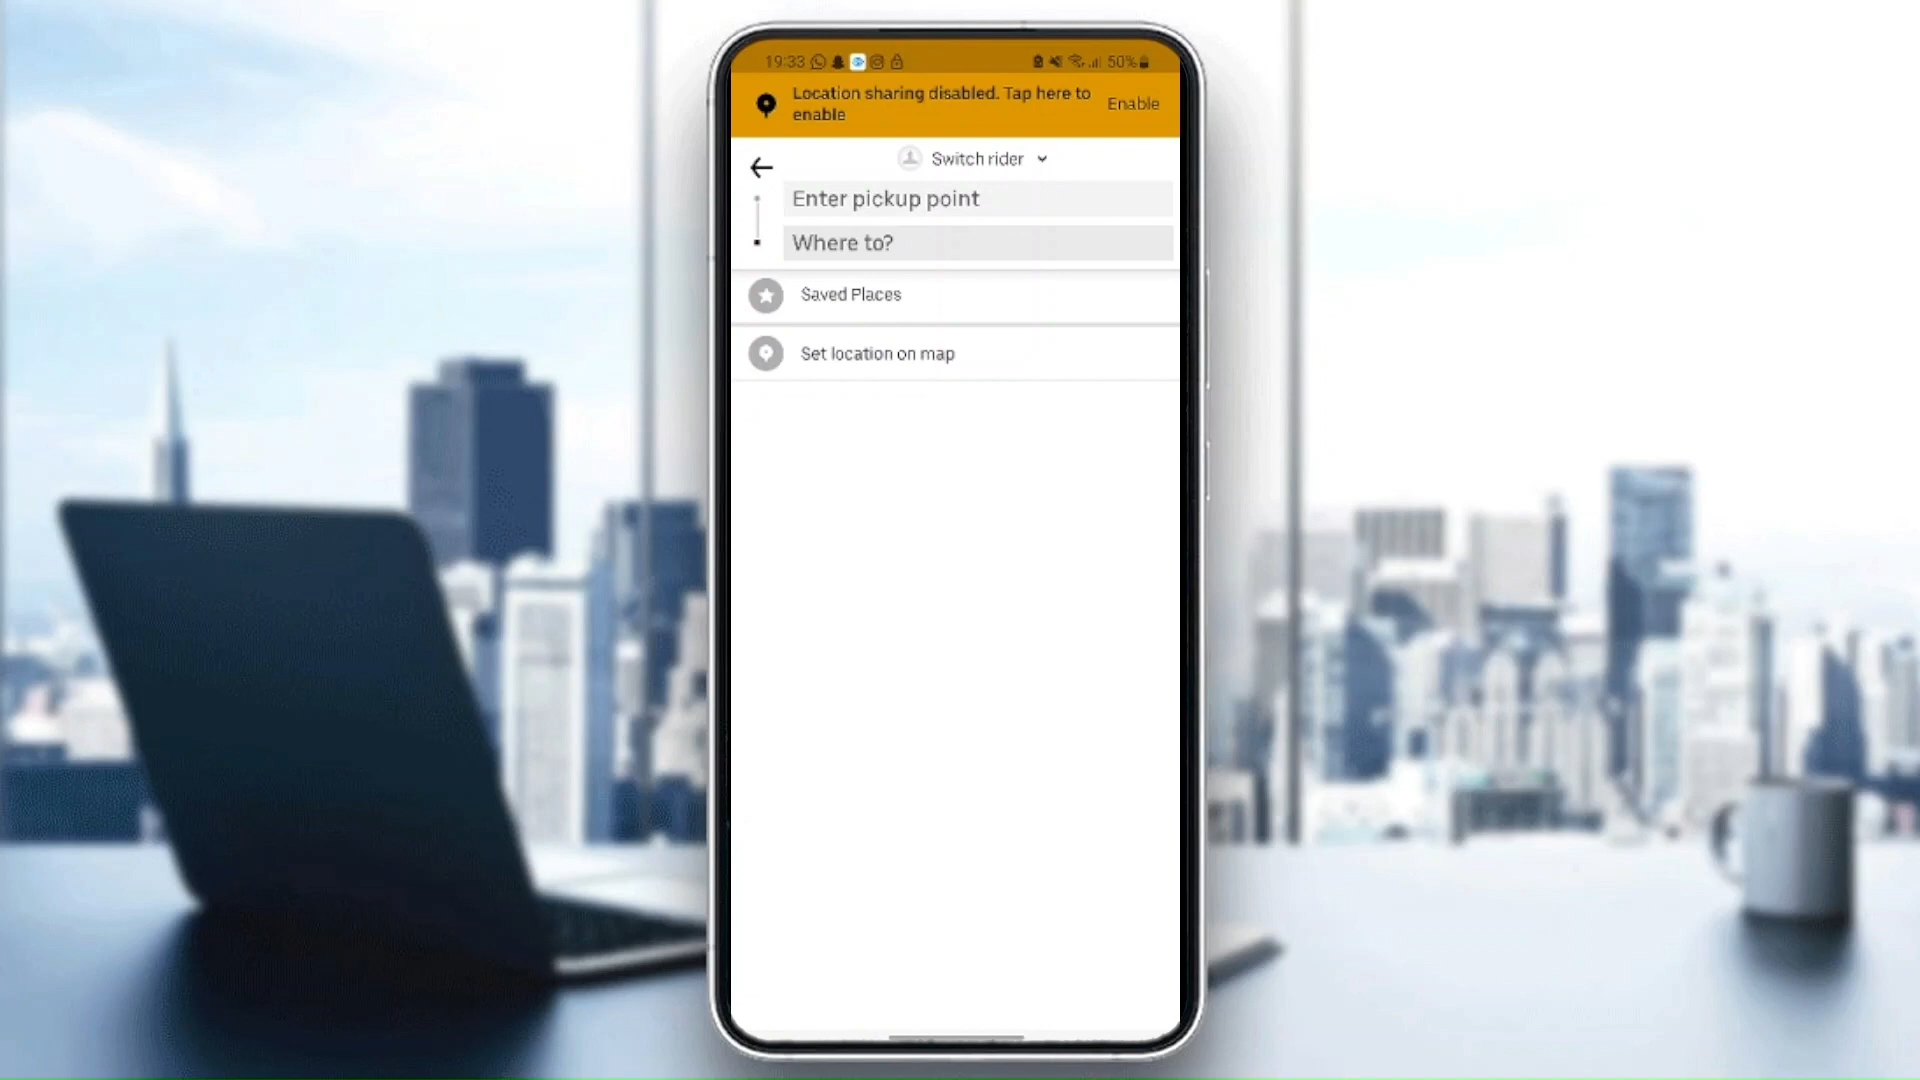 19:33 50%
Location sharing disabled. Tap here to
enable
Enable
Switch rider
Enter pickup point
Where to?
Saved Places
Set location on map